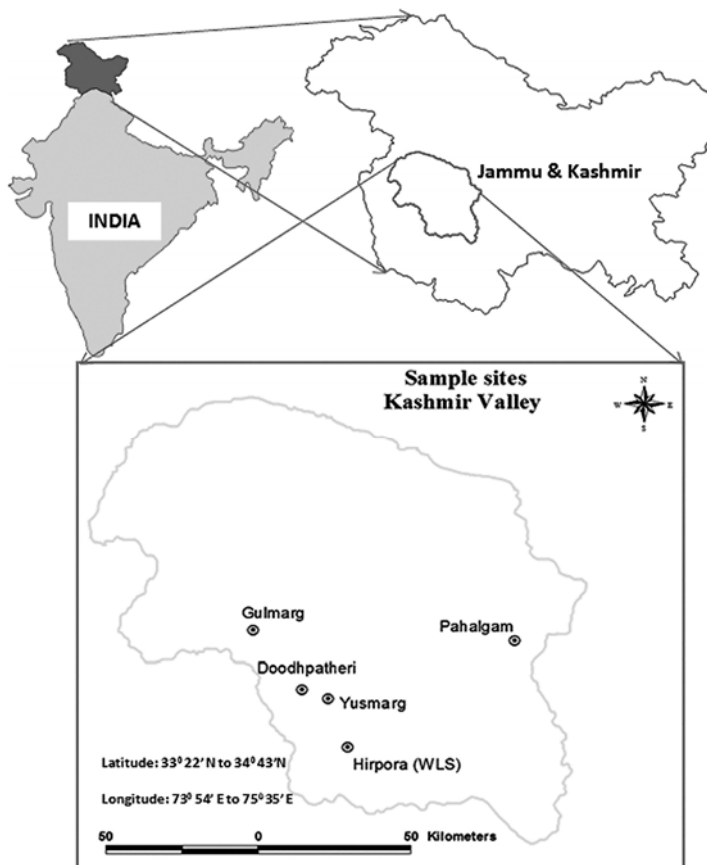 INDIA
Jammu & Kashmir
Sample sites
Kashmir Valley
N
W E
S
Gulmarg
Pahalgam
Doodhpatheri
Yusmarg
Hirpora (WLS)
Latitude: 33⁰ 22’ N to 34⁰ 43’N
Longitude: 73⁰ 54’ E to 75⁰ 35’ E
50 0 50 Kilometers